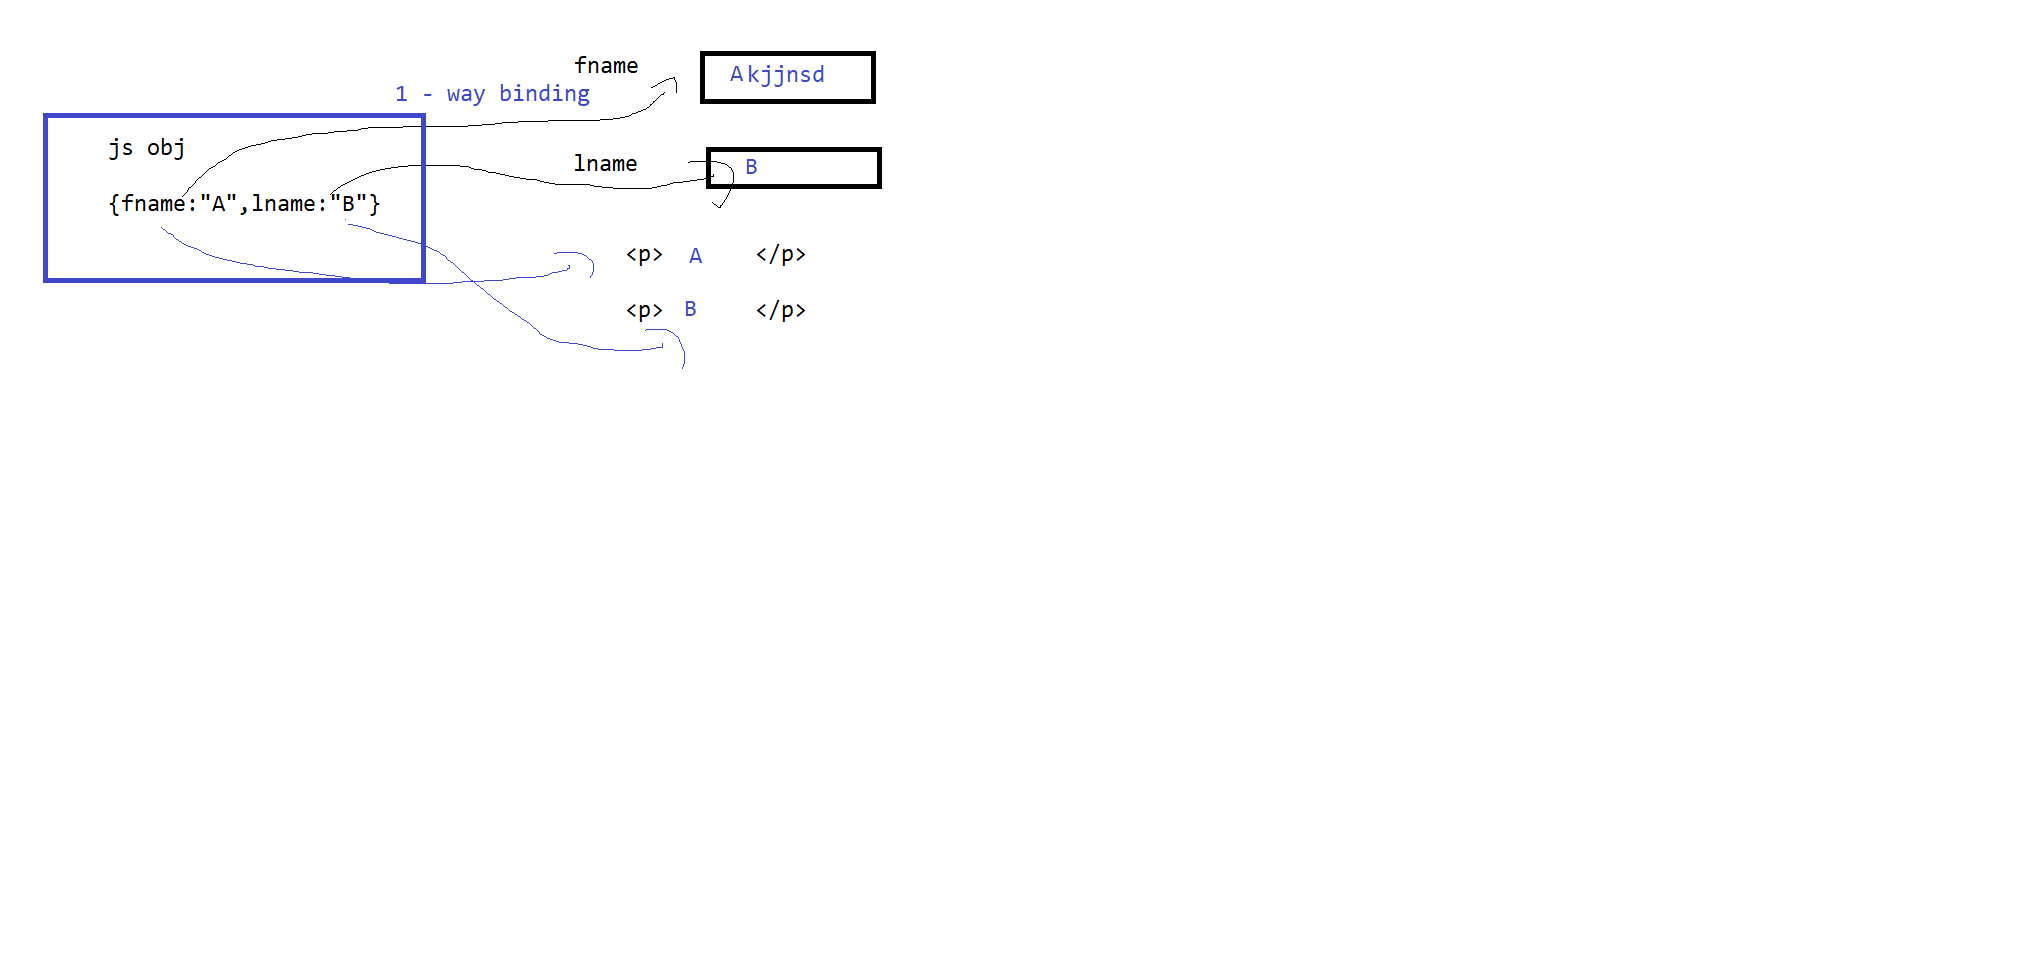 fname Akjjnsd
1 - way binding
js obj
lname B
{fname:"A",lname:"B"}
<p> A </p>
<p> B </p>